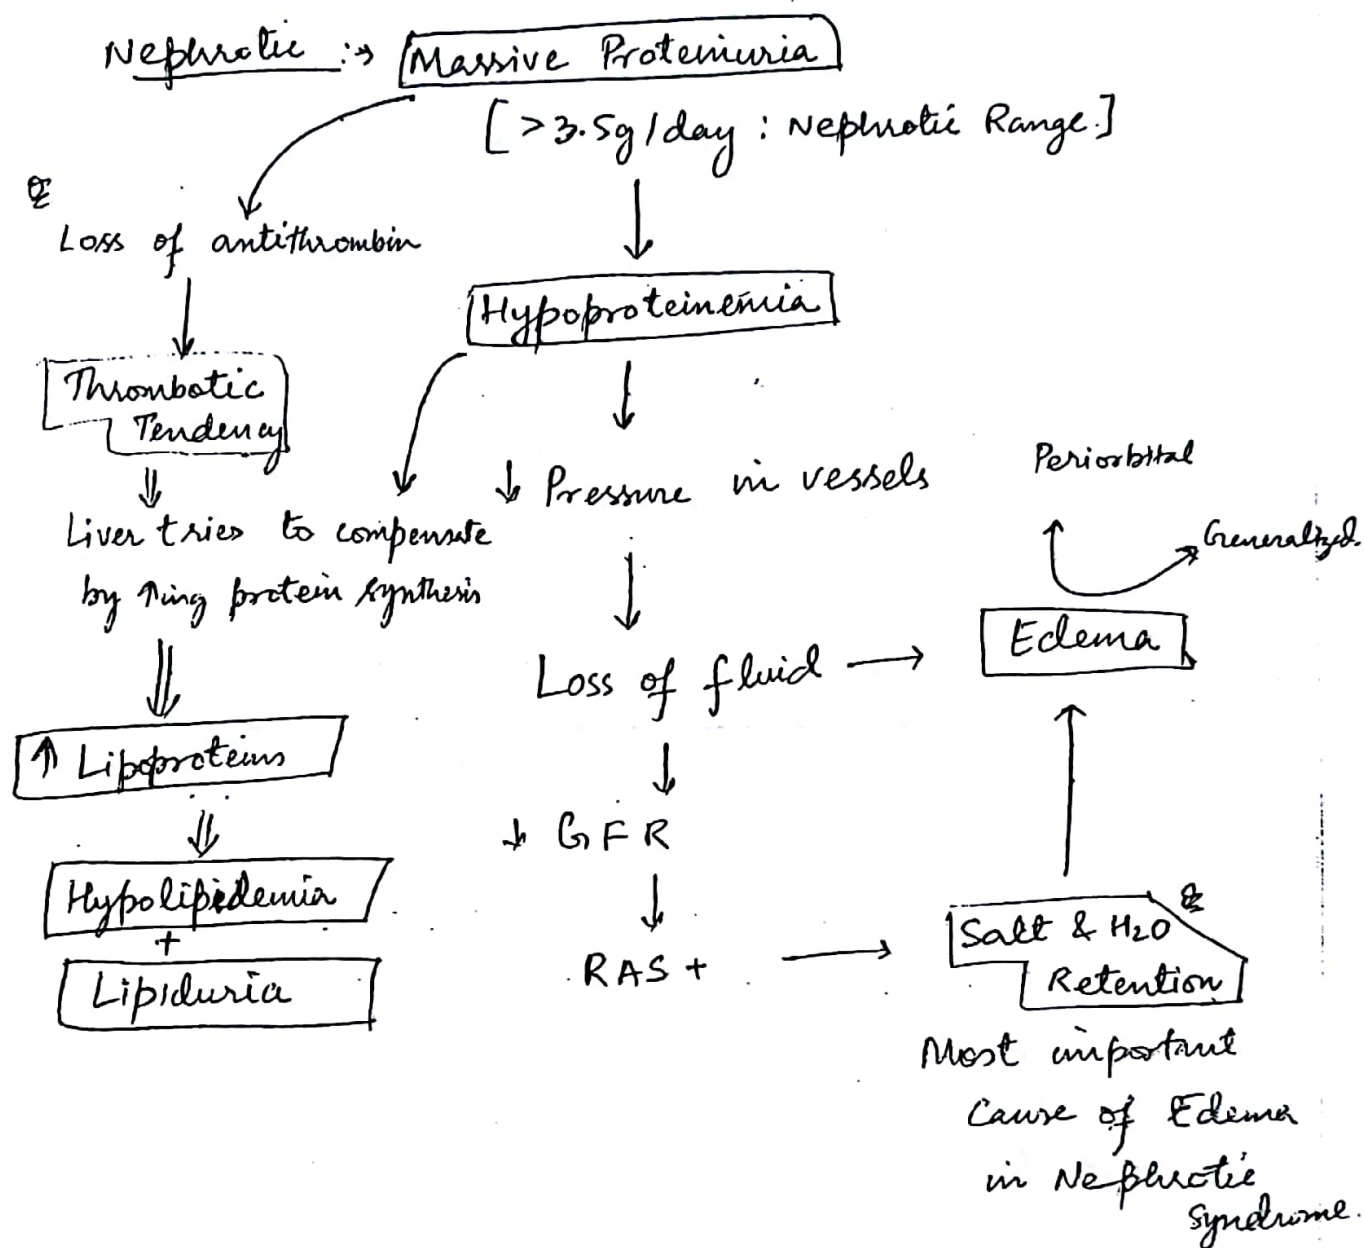 Nephrotic :→ Massive Proteinuria
[>3.5g/day : Nephrotic Range.]
Loss of antithrombin
Hypoproteinemia
Thrombotic
Tendency
↓ Pressure in vessels
Periorbital
Generalized.
Liver tries to compensate
by ↑ing protein synthesis
Edema
Loss of fluid →
↑ Lipoproteins
↓ GFR
Hypolipidemia
+
Lipiduria
RAS + →
Salt & H2O
Retention
Most important
Cause of Edema
in Nephrotic
Syndrome.